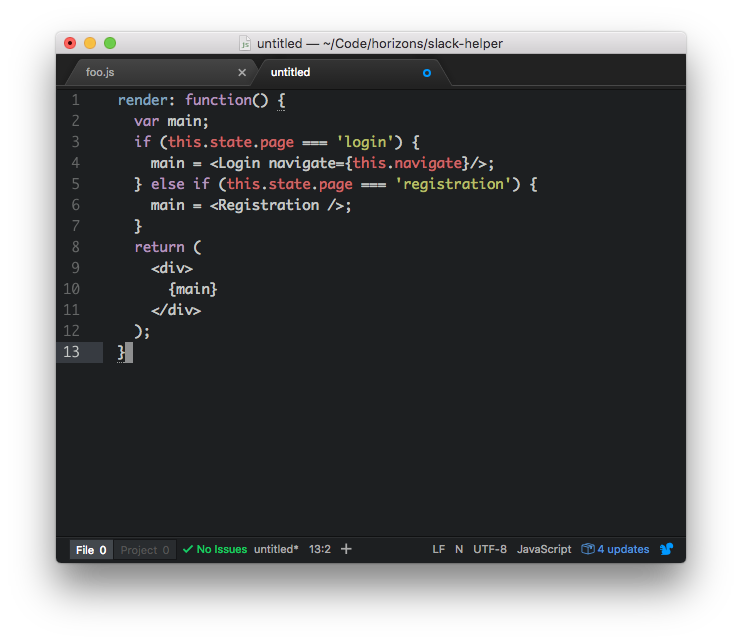 untitled — ~/Code/horizons/slack-helper
foo.js × untitled
1 render: function() {
2 var main;
3 if (this.state.page === 'login') {
4 main = <Login navigate={this.navigate}/>;
5 } else if (this.state.page === 'registration') {
6 main = <Registration />;
7 }
8 return (
9 <div>
10 {main}
11 </div>
12 );
13 }
File 0 Project 0 ✓ No Issues untitled* 13:2 + LF N UTF-8 JavaScript 4 updates